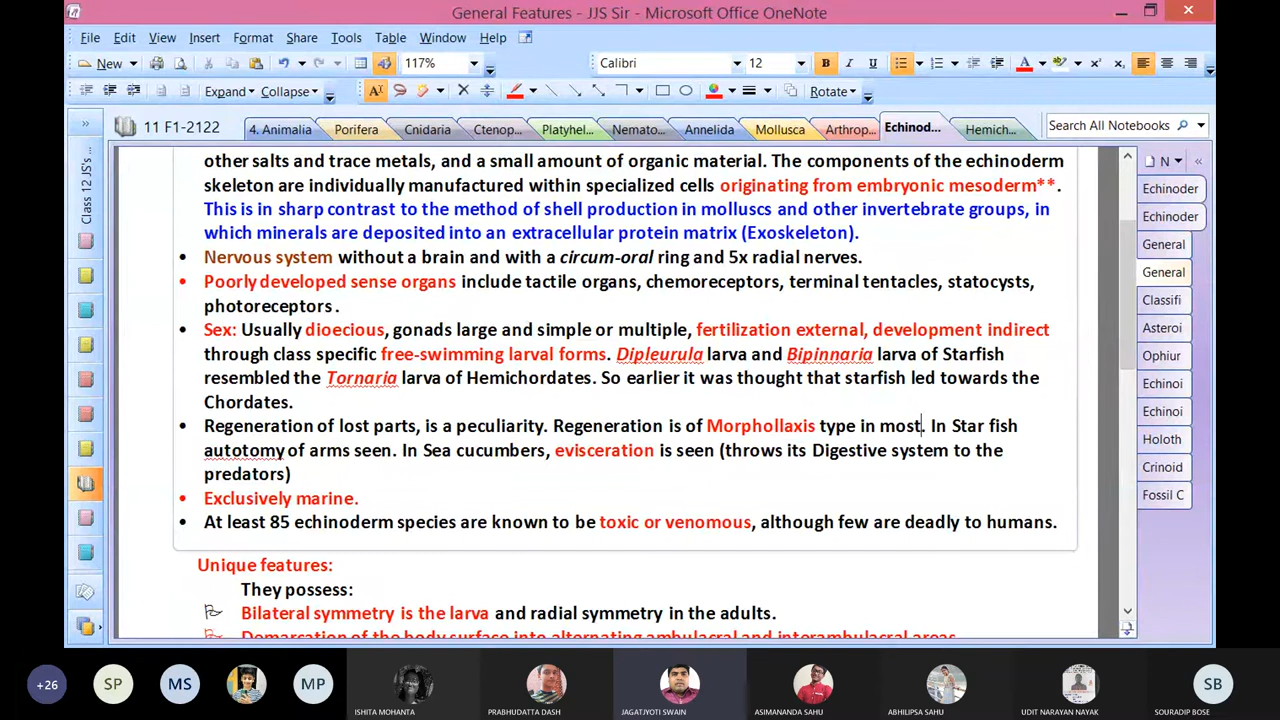 General Features - JJS Sir - Microsoft Office OneNote
File Edit View Insert Format Share Tools Table Window Help
New 117% Calibri 12 B I U
Expand Collapse Rotate
11 F1-2122 4. Animalia Porifera Cnidaria Ctenop... Platyhel... Nemato... Annelida Mollusca Arthrop... Echinod... Hemich... Search All Notebooks N
Class 12 JJS's ...
other salts and trace metals, and a small amount of organic material. The components of the echinoderm
skeleton are individually manufactured within specialized cells originating from embryonic mesoderm**.
This is in sharp contrast to the method of shell production in molluscs and other invertebrate groups, in
which minerals are deposited into an extracellular protein matrix (Exoskeleton).
• Nervous system without a brain and with a circum-oral ring and 5x radial nerves.
• Poorly developed sense organs include tactile organs, chemoreceptors, terminal tentacles, statocysts,
photoreceptors.
• Sex: Usually dioecious, gonads large and simple or multiple, fertilization external, development indirect
through class specific free-swimming larval forms. Dipleurula larva and Bipinnaria larva of Starfish
resembled the Tornaria larva of Hemichordates. So earlier it was thought that starfish led towards the
Chordates.
• Regeneration of lost parts, is a peculiarity. Regeneration is of Morphollaxis type in most. In Star fish
autotomy of arms seen. In Sea cucumbers, evisceration is seen (throws its Digestive system to the
predators)
• Exclusively marine.
• At least 85 echinoderm species are known to be toxic or venomous, although few are deadly to humans.
Unique features:
They possess:
Bilateral symmetry is the larva and radial symmetry in the adults.
Demarcation of the body surface into alternating ambulacral and interambulacral areas
Echinoder
Echinoder
General
General
Classifi
Asteroi
Ophiur
Echinoi
Echinoi
Holoth
Crinoid
Fossil C
+26 SP MS MP SB
ISHITA MOHANTA PRABHUDATTA DASH JAGATJYOTI SWAIN ASIMANANDA SAHU ABHILIPSA SAHU UDIT NARAYAN NAYAK SOURADIP BOSE